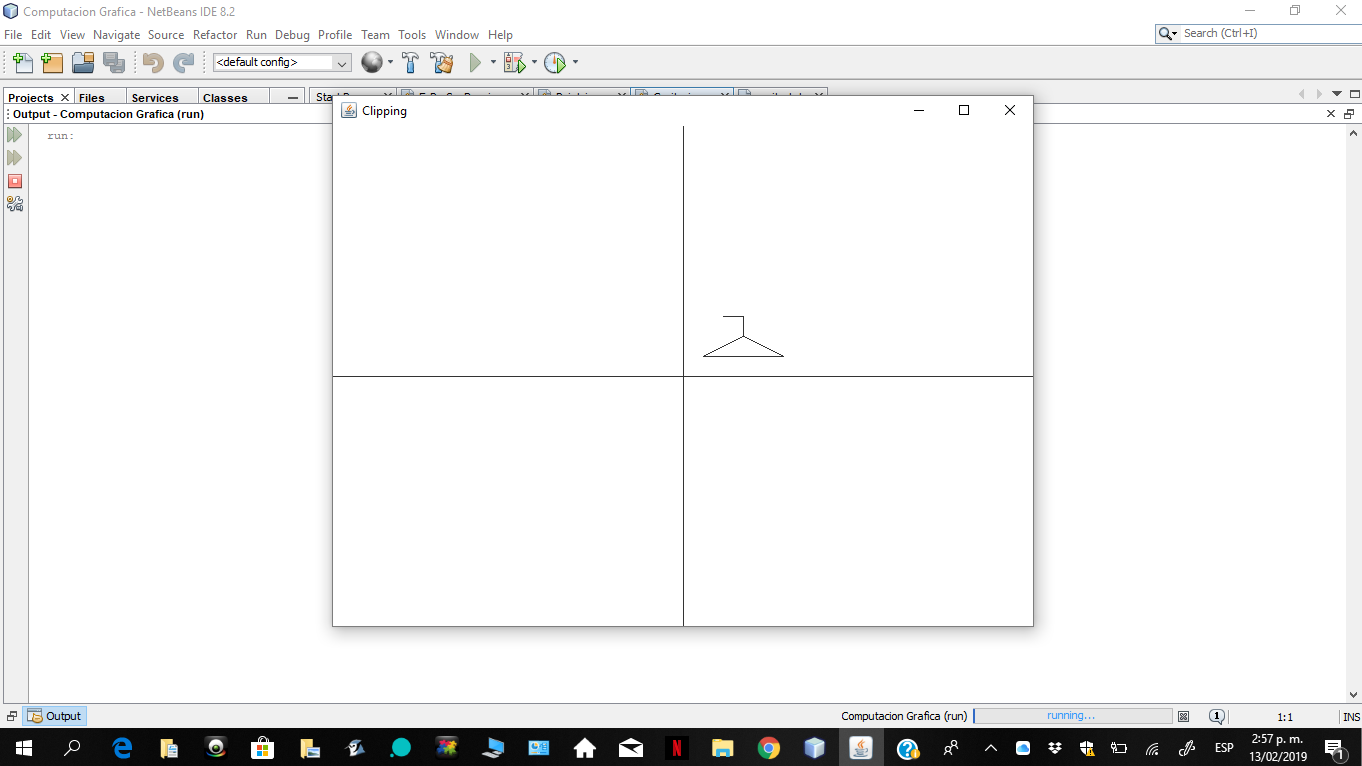 Computacion Grafica - NetBeans IDE 8.2
File Edit View Navigate Source Refactor Run Debug Profile Team Tools Window Help
Search (Ctrl+I)
<default config>
Projects Files Services Classes
Output - Computacion Grafica (run)
Clipping
run:
Output
Computacion Grafica (run) running... 1 1:1 INS
ESP 2:57 p. m.
13/02/2019 1